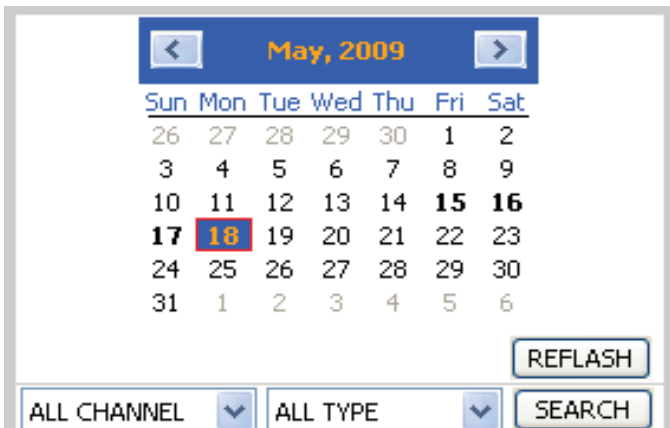 < May, 2009 >
Sun Mon Tue Wed Thu Fri Sat
26 27 28 29 30 1 2
3 4 5 6 7 8 9
10 11 12 13 14 15 16
17 18 19 20 21 22 23
24 25 26 27 28 29 30
31 1 2 3 4 5 6
REFLASH
ALL CHANNEL ALL TYPE SEARCH